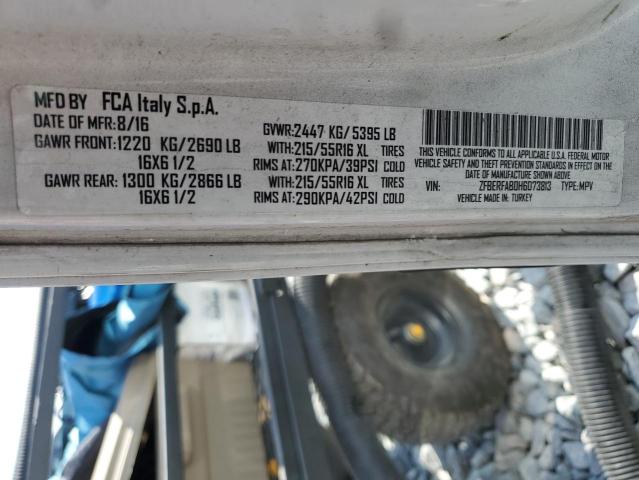 MFD BY FCA Italy S.p.A.
DATE OF MFR:8/16
GAWR FRONT:1220 KG/2690 LB
16X6 1/2
GAWR REAR:1300 KG/2866 LB
16X6 1/2
GVWR:2447 KG/5395 LB
WITH:215/55R16 XL TIRES
RIMS AT:270KPA/39PSI COLD
WITH:215/55R16 XL TIRES
RIMS AT:290KPA/42PSI COLD
THIS VEHICLE CONFORMS TO ALL APPLICABLE U.S.A. FEDERAL MOTOR
VEHICLE SAFETY AND THEFT PREVENTION STANDARDS IN EFFECT ON THE
DATE OF MANUFACTURE SHOWN ABOVE
VIN: ZFBERFAB0H6073813 TYPE:MPV
MADE IN: TURKEY